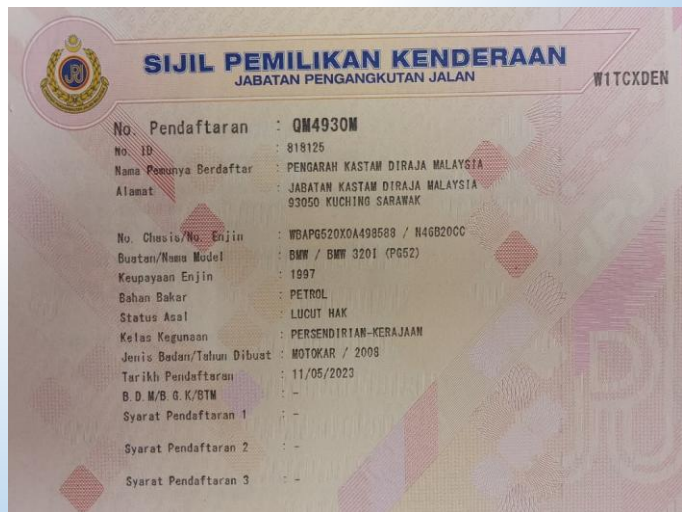 SIJIL PEMILIKAN KENDERAAN
JABATAN PENGANGKUTAN JALAN
W1TCXDEN
No. Pendaftaran : QM4930M
No. ID : 818125
Nama Pemunya Berdaftar : PENGARAH KASTAM DIRAJA MALAYSIA
Alamat : JABATAN KASTAM DIRAJA MALAYSIA
93050 KUCHING SARAWAK
No. Chasis/No. Enjin : WBAPG520X0A498588 / N46B20CC
Buatan/Nama Model : BMW / BMW 320I (PG52)
Keupayaan Enjin : 1997
Bahan Bakar : PETROL
Status Asal : LUCUT HAK
Kelas Kegunaan : PERSENDIRIAN-KERAJAAN
Jenis Badan/Tahun Dibuat : MOTOKAR / 2008
Tarikh Pendaftaran : 11/05/2023
B.D.M/B.G.K/BTM : -
Syarat Pendaftaran 1 : -
Syarat Pendaftaran 2 : -
Syarat Pendaftaran 3 : -